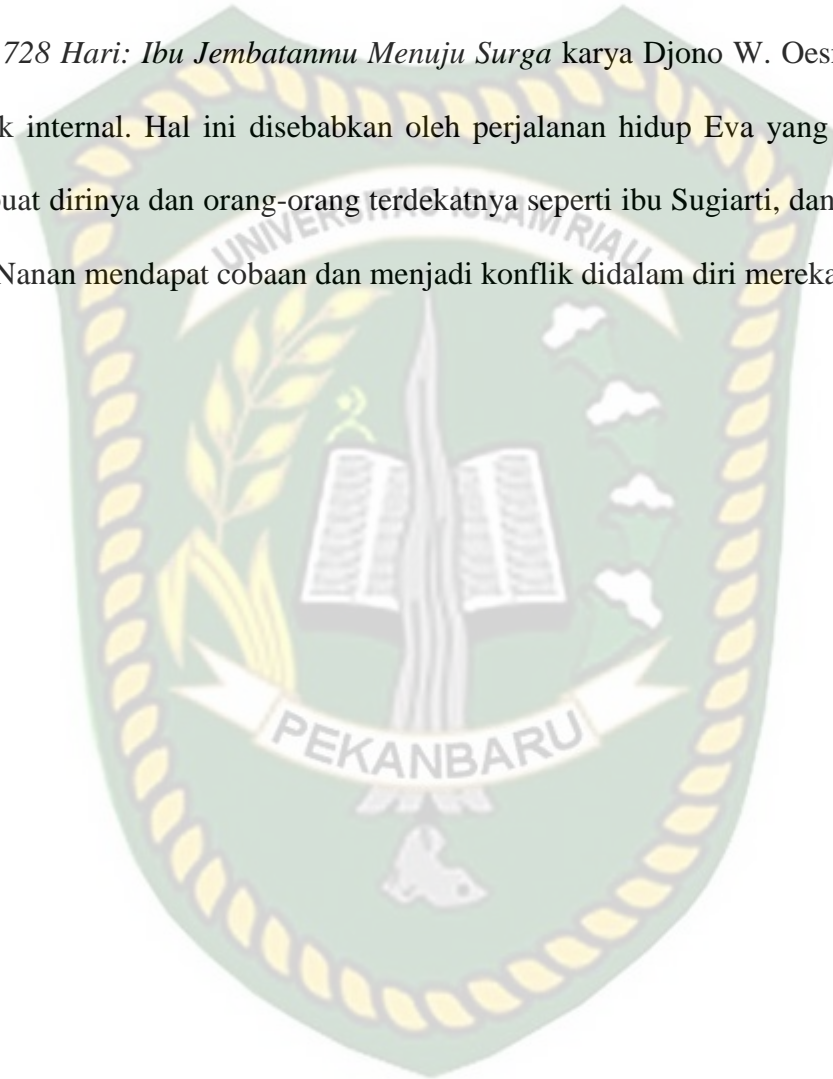 728 Hari: Ibu Jembatanmu Menuju Surga karya Djono W.
internal. Hal ini disebabkan oleh perjalanan hidup Eva yang
dirinya dan orang-orang terdekatnya seperti ibu Sugiarti, dan
Nanan mendapat cobaan dan menjadi konflik didalam diri mereka
UNIVERSITAS ISLAM RIAU
PEKANBARU